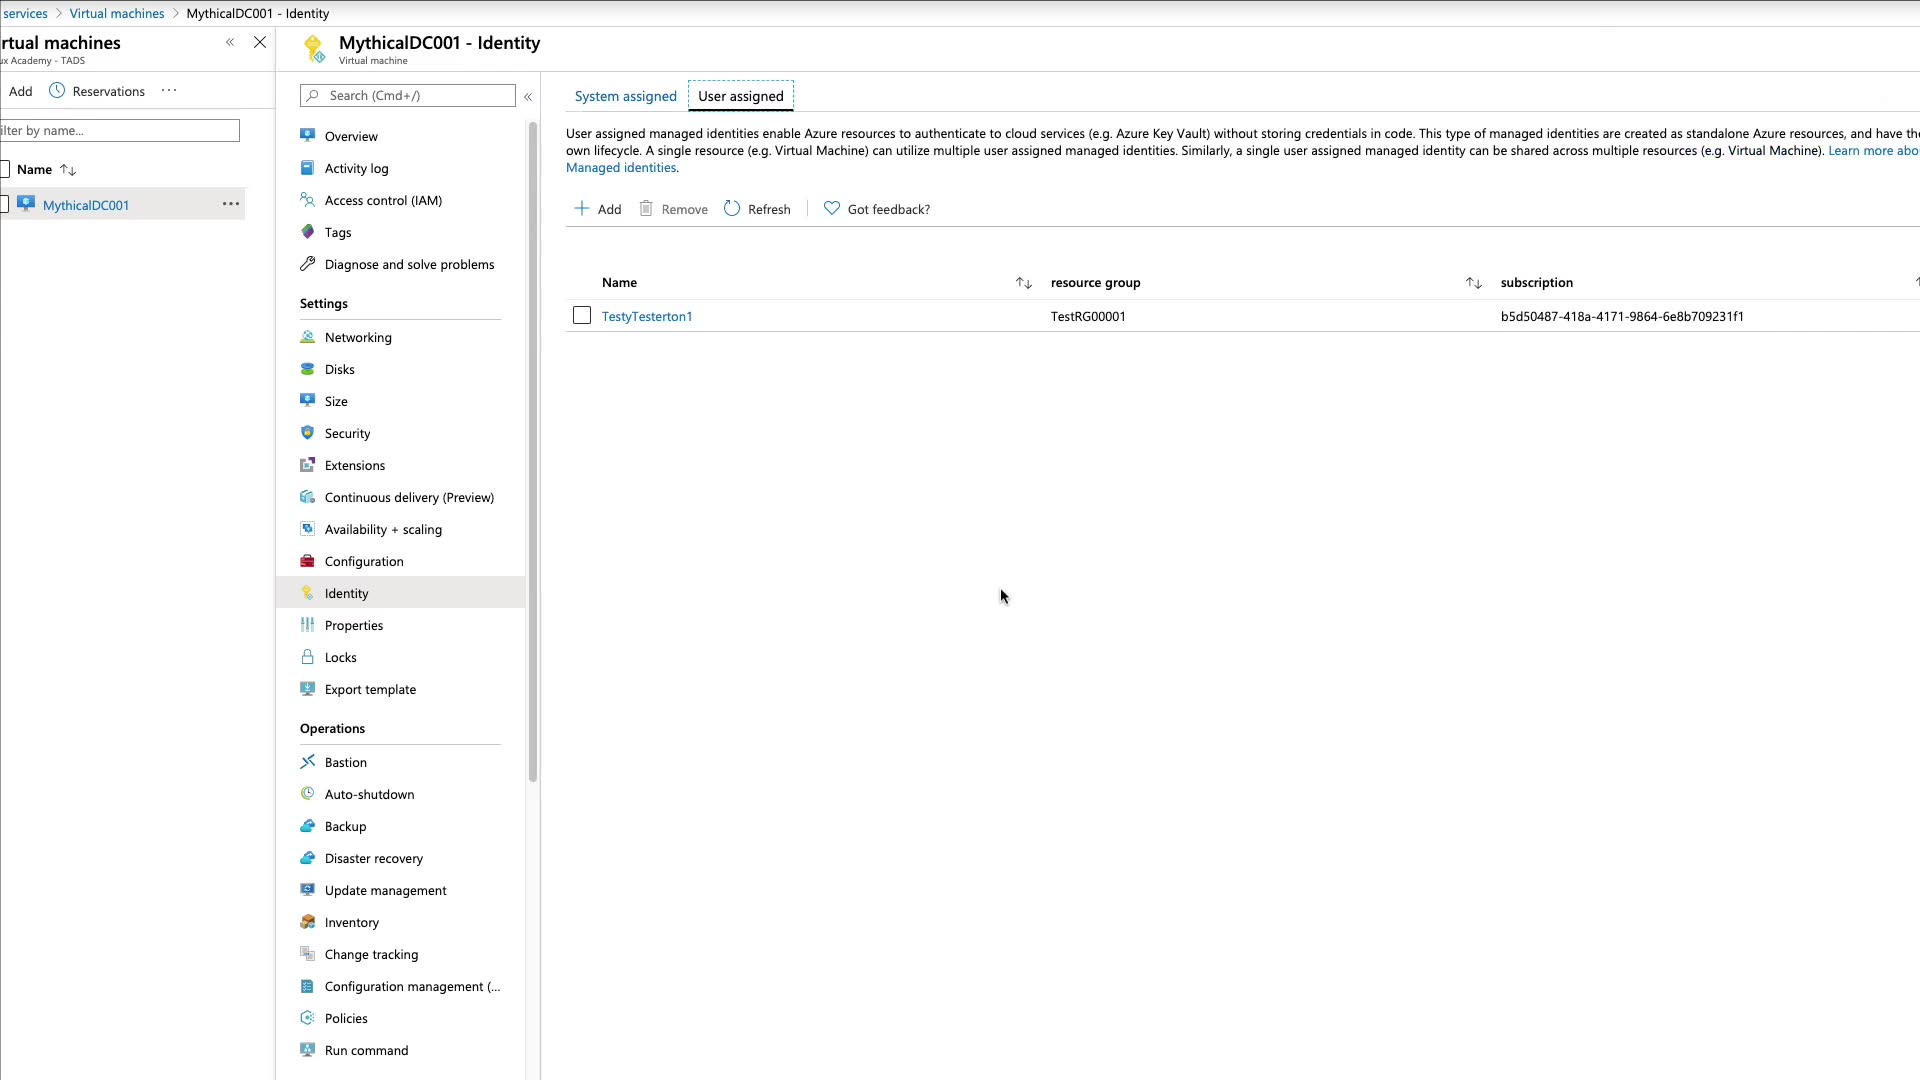 services > Virtual machines > MythicalDC001 - Identity
rtual machines
ux Academy - TADS
Add Reservations ...
ilter by name...
Name
MythicalDC001 ...
MythicalDC001 - Identity
Virtual machine
Search (Cmd+/)
Overview
Activity log
Access control (IAM)
Tags
Diagnose and solve problems
Settings
Networking
Disks
Size
Security
Extensions
Continuous delivery (Preview)
Availability + scaling
Configuration
Identity
Properties
Locks
Export template
Operations
Bastion
Auto-shutdown
Backup
Disaster recovery
Update management
Inventory
Change tracking
Configuration management (...
Policies
Run command
System assigned User assigned
User assigned managed identities enable Azure resources to authenticate to cloud services (e.g. Azure Key Vault) without storing credentials in code. This type of managed identities are created as standalone Azure resources, and have the
own lifecycle. A single resource (e.g. Virtual Machine) can utilize multiple user assigned managed identities. Similarly, a single user assigned managed identity can be shared across multiple resources (e.g. Virtual Machine). Learn more abo
Managed identities.
Add Remove Refresh Got feedback?
Name resource group subscription
TestyTesterton1 TestRG00001 b5d50487-418a-4171-9864-6e8b709231f1